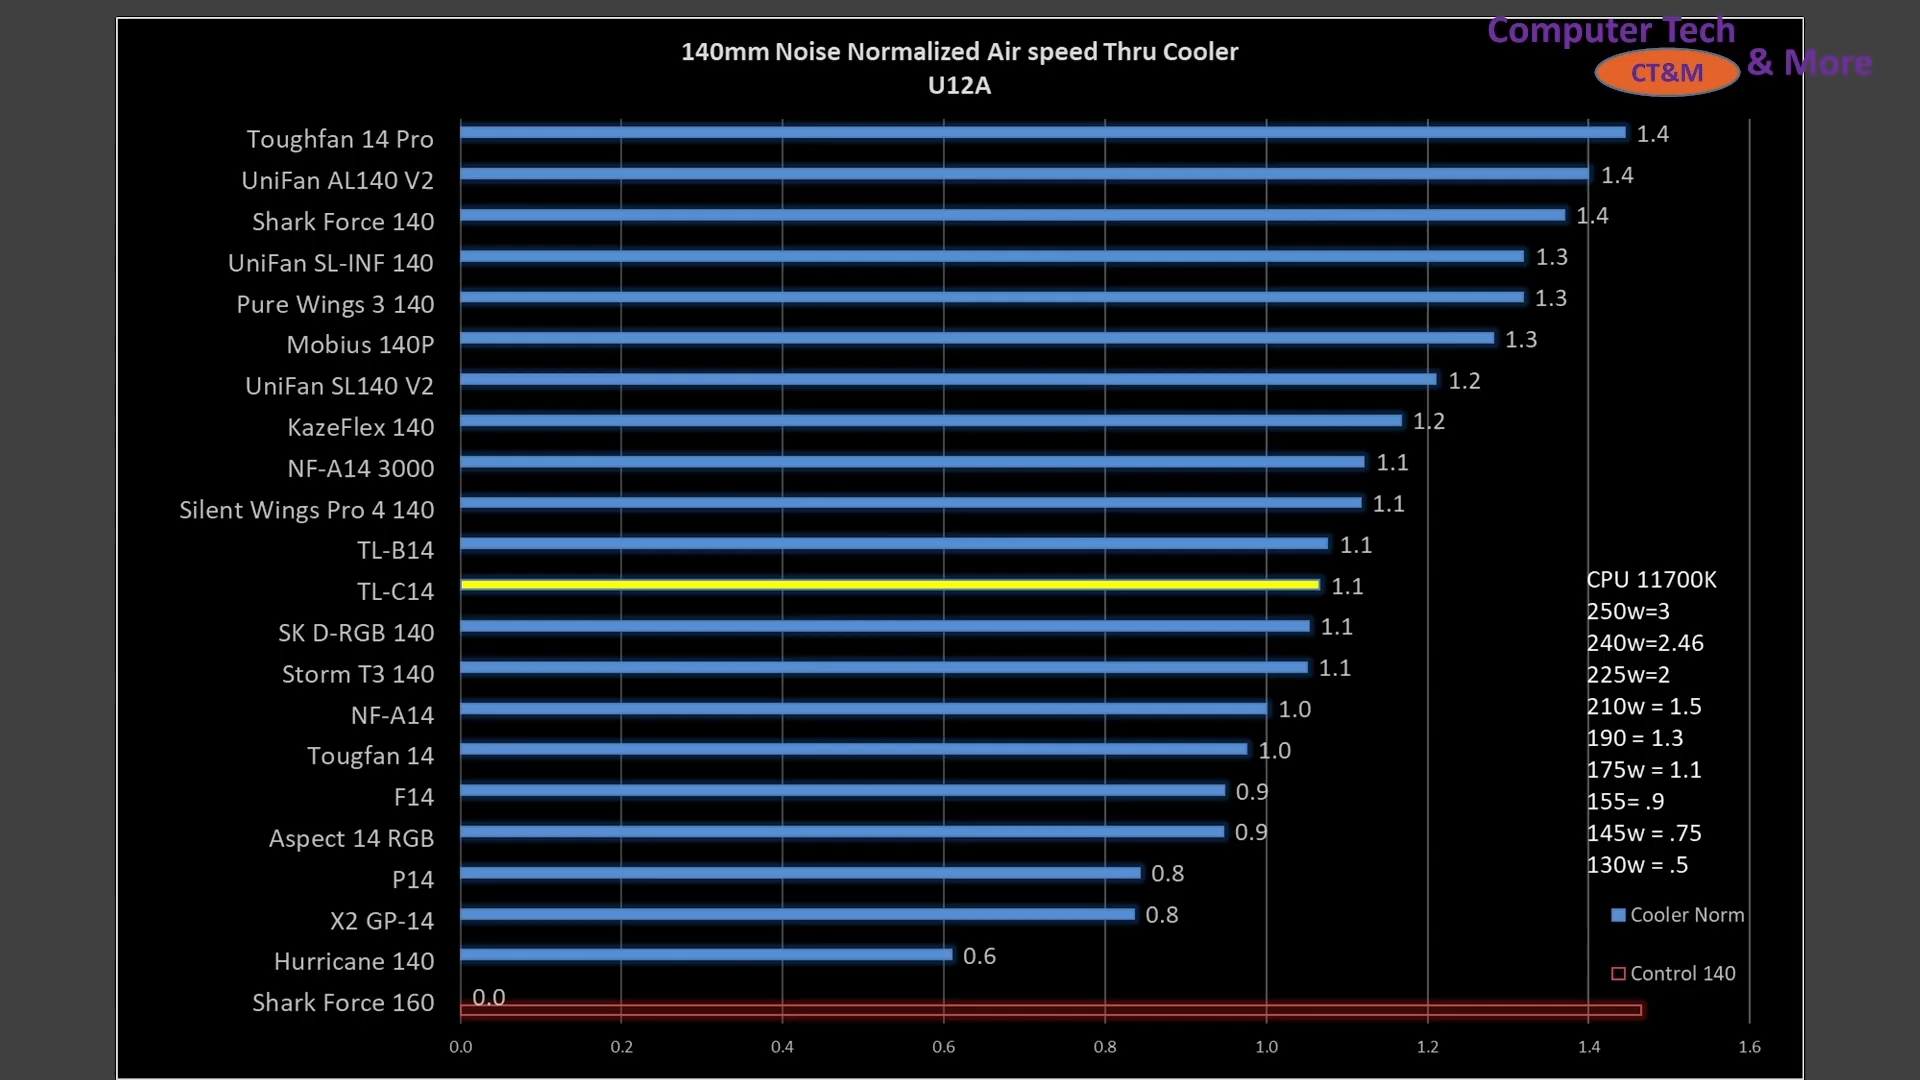 Computer Tech
CT&M
& More
140mm Noise Normalized Air speed Thru Cooler
U12A
Toughfan 14 Pro 1.4
UniFan AL140 V2 1.4
Shark Force 140 1.4
UniFan SL-INF 140 1.3
Pure Wings 3 140 1.3
Mobius 140P 1.3
UniFan SL140 V2 1.2
KazeFlex 140 1.2
NF-A14 3000 1.1
Silent Wings Pro 4 140 1.1
TL-B14 1.1
TL-C14 1.1
SK D-RGB 140 1.1
Storm T3 140 1.1
NF-A14 1.0
Tougfan 14 1.0
F14 0.9
Aspect 14 RGB 0.9
P14 0.8
X2 GP-14 0.8
Hurricane 140 0.6
Shark Force 160 0.0
CPU 11700K
250w=3
240w=2.46
225w=2
210w = 1.5
190 = 1.3
175w = 1.1
155= .9
145w = .75
130w = .5
Cooler Norm
Control 140
0.0 0.2 0.4 0.6 0.8 1.0 1.2 1.4 1.6